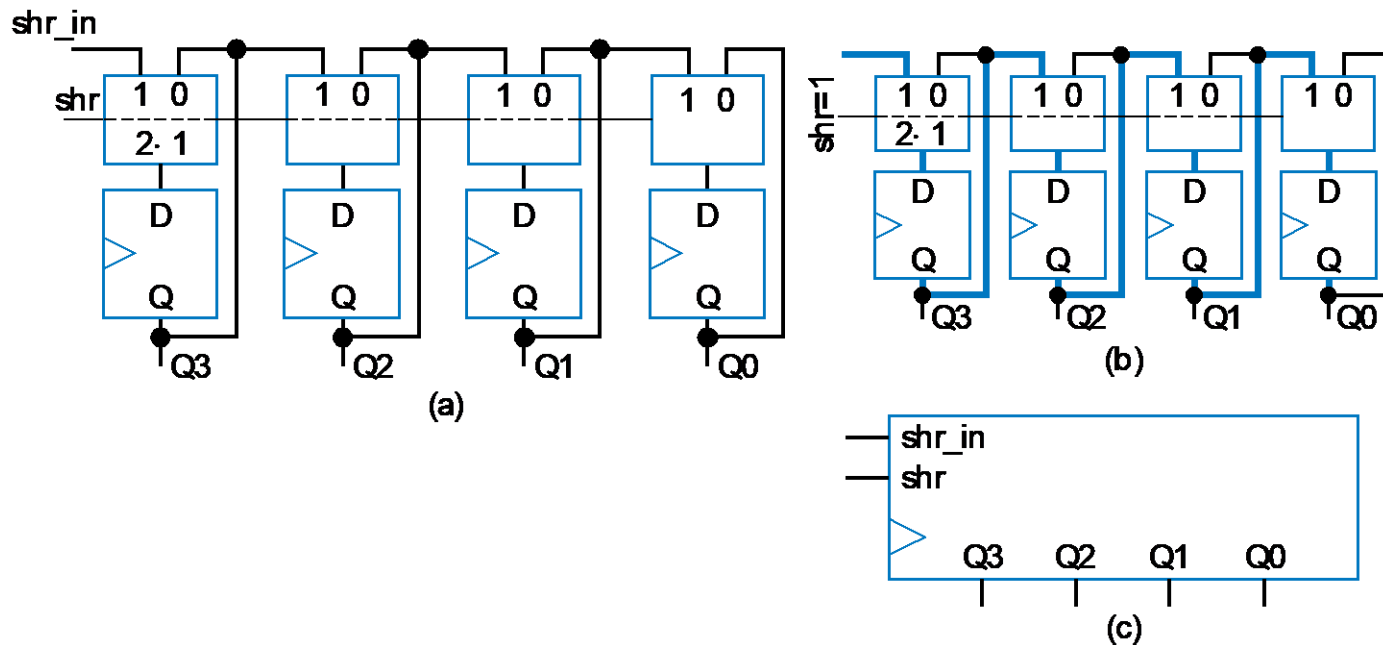 shr_in
1 0 1 0 1 0 1 0
shr
2· 1
D D D D
Q Q Q Q
Q3 Q2 Q1 Q0
(a)
1 0 1 0 1 0 1 0
shr=1
2· 1
D D D D
Q Q Q Q
Q3 Q2 Q1 Q0
(b)
shr_in
shr
Q3 Q2 Q1 Q0
(c)